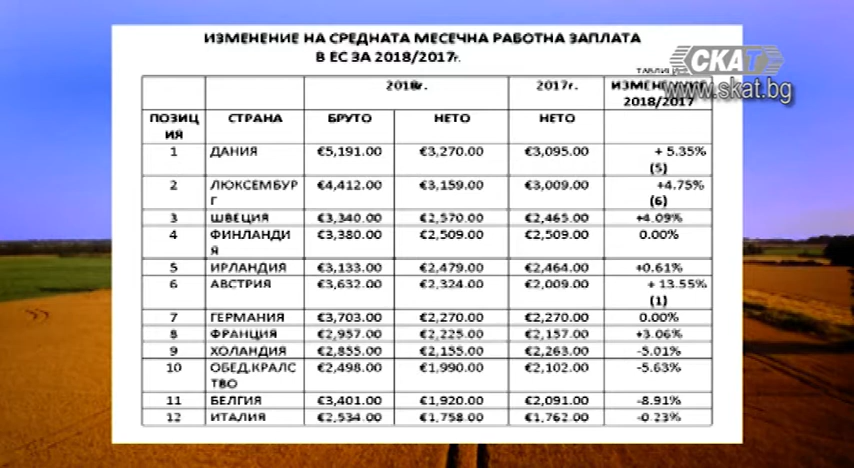 ИЗМЕНЕНИЕ НА СРЕДНАТА МЕСЕЧНА РАБОТНА ЗАПЛАТА
В ЕС ЗА 2018/2017г.
СКАТ
www.skat.bg
2018г. 2017г. ИЗМЕНЕНИЕ
2018/2017
ПОЗИЦ СТРАНА БРУТО НЕТО НЕТО
ИЯ
1 ДАНИЯ €5,191.00 €3,270.00 €3,095.00 + 5.35%
(5)
2 ЛЮКСЕМБУР €4,412.00 €3,159.00 €3,009.00 +4.75%
Г (6)
3 ШВЕЦИЯ €3,340.00 €2,570.00 €2,465.00 +4.09%
4 ФИНЛАНДИ €3,380.00 €2,509.00 €2,509.00 0.00%
Я
5 ИРЛАНДИЯ €3,133.00 €2,479.00 €2,464.00 +0.61%
6 АВСТРИЯ €3,632.00 €2,324.00 €2,009.00 + 13.55%
(1)
7 ГЕРМАНИЯ €3,703.00 €2,270.00 €2,270.00 0.00%
8 ФРАНЦИЯ €2,957.00 €2,225.00 €2,157.00 +3.06%
9 ХОЛАНДИЯ €2,855.00 €2,155.00 €2,263.00 -5.01%
10 ОБЕД.КРАЛС €2,498.00 €1,990.00 €2,102.00 -5.63%
ТВО
11 БЕЛГИЯ €3,401.00 €1,920.00 €2,091.00 -8.91%
12 ИТАЛИЯ €2,534.00 €1,758.00 €1,762.00 -0.23%